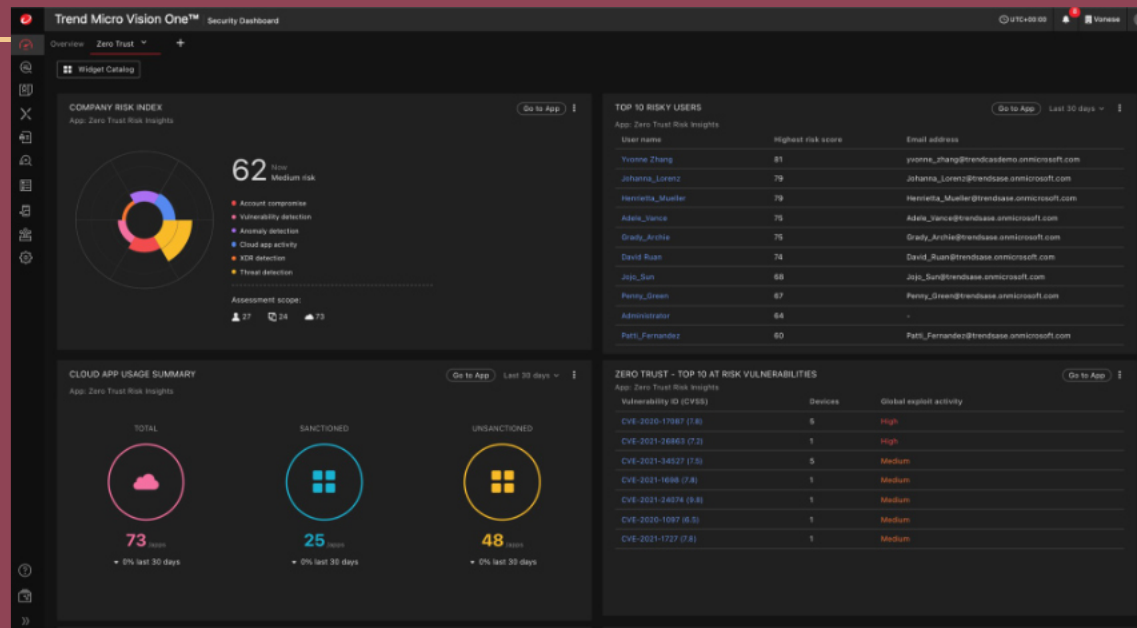 Trend Micro Vision One™ Security Dashboard
UTC+00:00
Overview Zero Trust
Widget Catalog
COMPANY RISK INDEX
Go to App
App: Zero Trust Risk Insights
62 Now
Medium risk
Account compromise
Vulnerability detection
Anomaly detection
Cloud app activity
XDR detection
Threat detection
Assessment scope:
27 24 73
TOP 10 RISKY USERS
Go to App Last 30 days
App: Zero Trust Risk Insights
User name Highest risk score Email address
Yvonne Zhang 81 yvonne_zhang@trendcasdemo.onmicrosoft.com
Johanna_Lorenz 79 Johanna_Lorenz@trendsase.onmicrosoft.com
Henrietta_Mueller 79 Henrietta_Mueller@trendsase.onmicrosoft.com
Adele_Vance 75 Adele_Vance@trendsase.onmicrosoft.com
Grady_Archie 75 Grady_Archie@trendsase.onmicrosoft.com
David Ruan 74 David_Ruan@trendsase.onmicrosoft.com
Jojo_Sun 68 Jojo_Sun@trendsase.onmicrosoft.com
Penny_Green 67 Penny_Green@trendsase.onmicrosoft.com
Administrator 64 -
Patti_Fernandez 60 Patti_Fernandez@trendsase.onmicrosoft.com
CLOUD APP USAGE SUMMARY
Go to App Last 30 days
App: Zero Trust Risk Insights
TOTAL SANCTIONED UNSANCTIONED
73 25 48
0% last 30 days 0% last 30 days 0% last 30 days
ZERO TRUST - TOP 10 AT RISK VULNERABILITIES
Go to App
App: Zero Trust Risk Insights
Vulnerability ID (CVSS) Devices Global exploit activity
CVE-2020-17087 (7.8) High
CVE-2021-26863 (7.2) 1 High
CVE-2021-34527 (7.5) 5 Medium
CVE-2021-1698 (7.8) 1 Medium
CVE-2021-24074 (9.8) 1 Medium
CVE-2020-1097 (6.5) 1 Medium
CVE-2021-1727 (7.8) 1 Medium